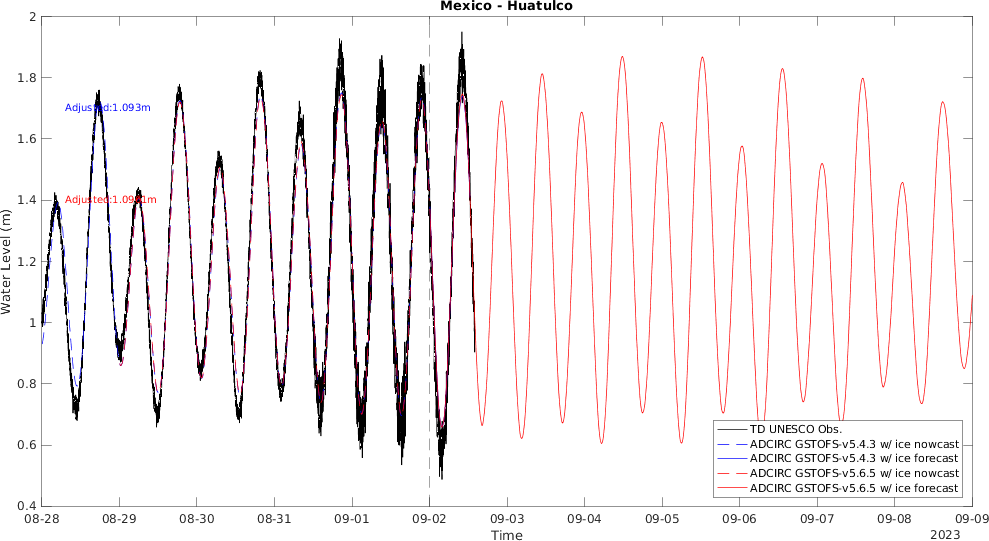 Mexico - Huatulco
2
1.8
1.6
1.4
1.2
1
0.8
0.6
0.4
Water Level (m)
Adjusted:1.093m
TD UNESCO Obs.
ADCIRC GSTOFS-v5.4.3 w/ ice nowcast
ADCIRC GSTOFS-v5.4.3 w/ ice forecast
ADCIRC GSTOFS-v5.6.5 w/ ice nowcast
ADCIRC GSTOFS-v5.6.5 w/ ice forecast
08-28 08-29 08-30 08-31 09-01 09-02 09-03 09-04 09-05 09-06 09-07 09-08 09-09
Time
2023